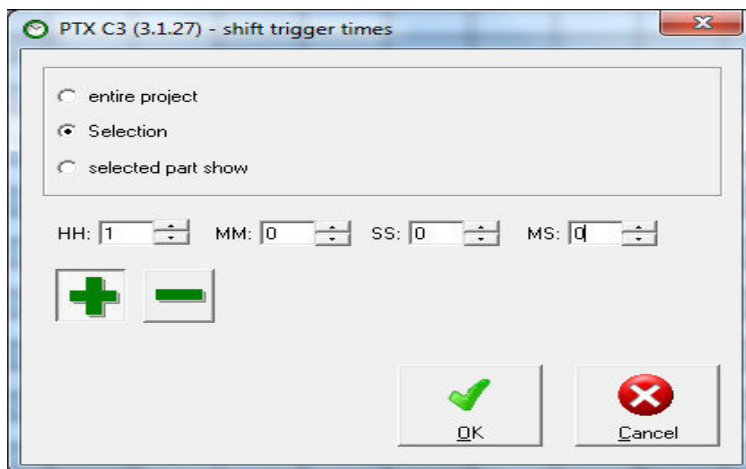 PTX C3 (3.1.27) - shift trigger times
entire project
Selection
selected part show
HH: 1 MM: 0 SS: 0 MS: 0
OK Cancel